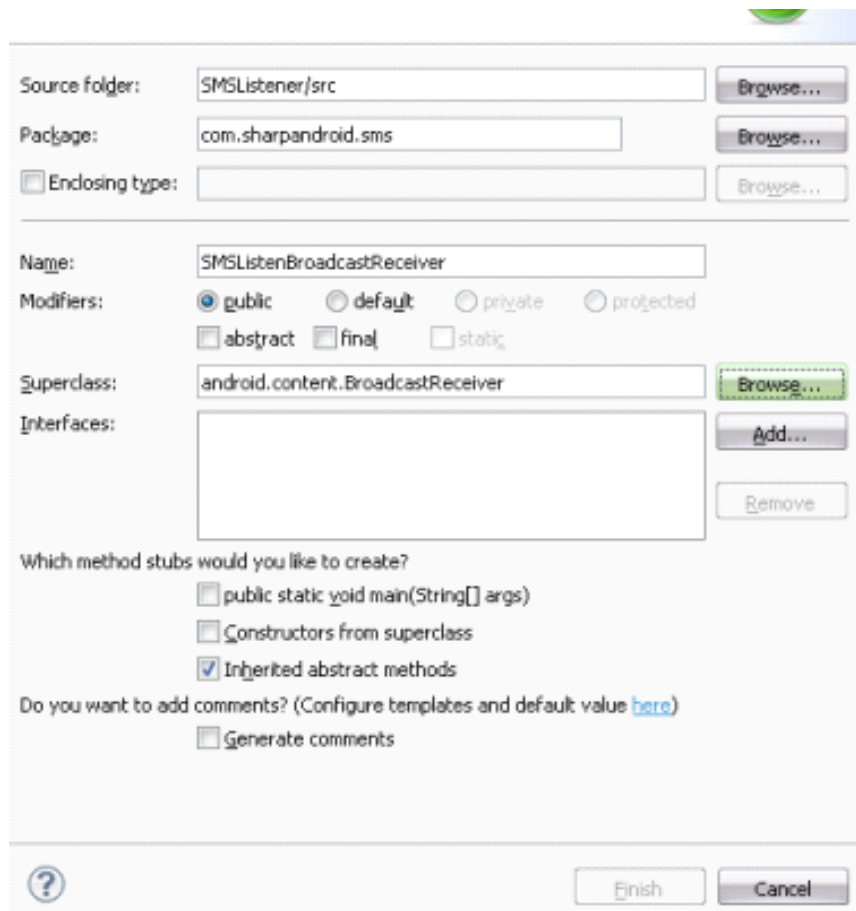 Source folder: SMSListener/src Browse...
Package: com.sharpandroid.sms Browse...
Enclosing type: Browse...
Name: SMSListenBroadcastReceiver
Modifiers: public default private protected
abstract final static
Superclass: android.content.BroadcastReceiver Browse...
Interfaces: Add...
Remove
Which method stubs would you like to create?
public static void main(String[] args)
Constructors from superclass
Inherited abstract methods
Do you want to add comments? (Configure templates and default value here)
Generate comments
? Finish Cancel